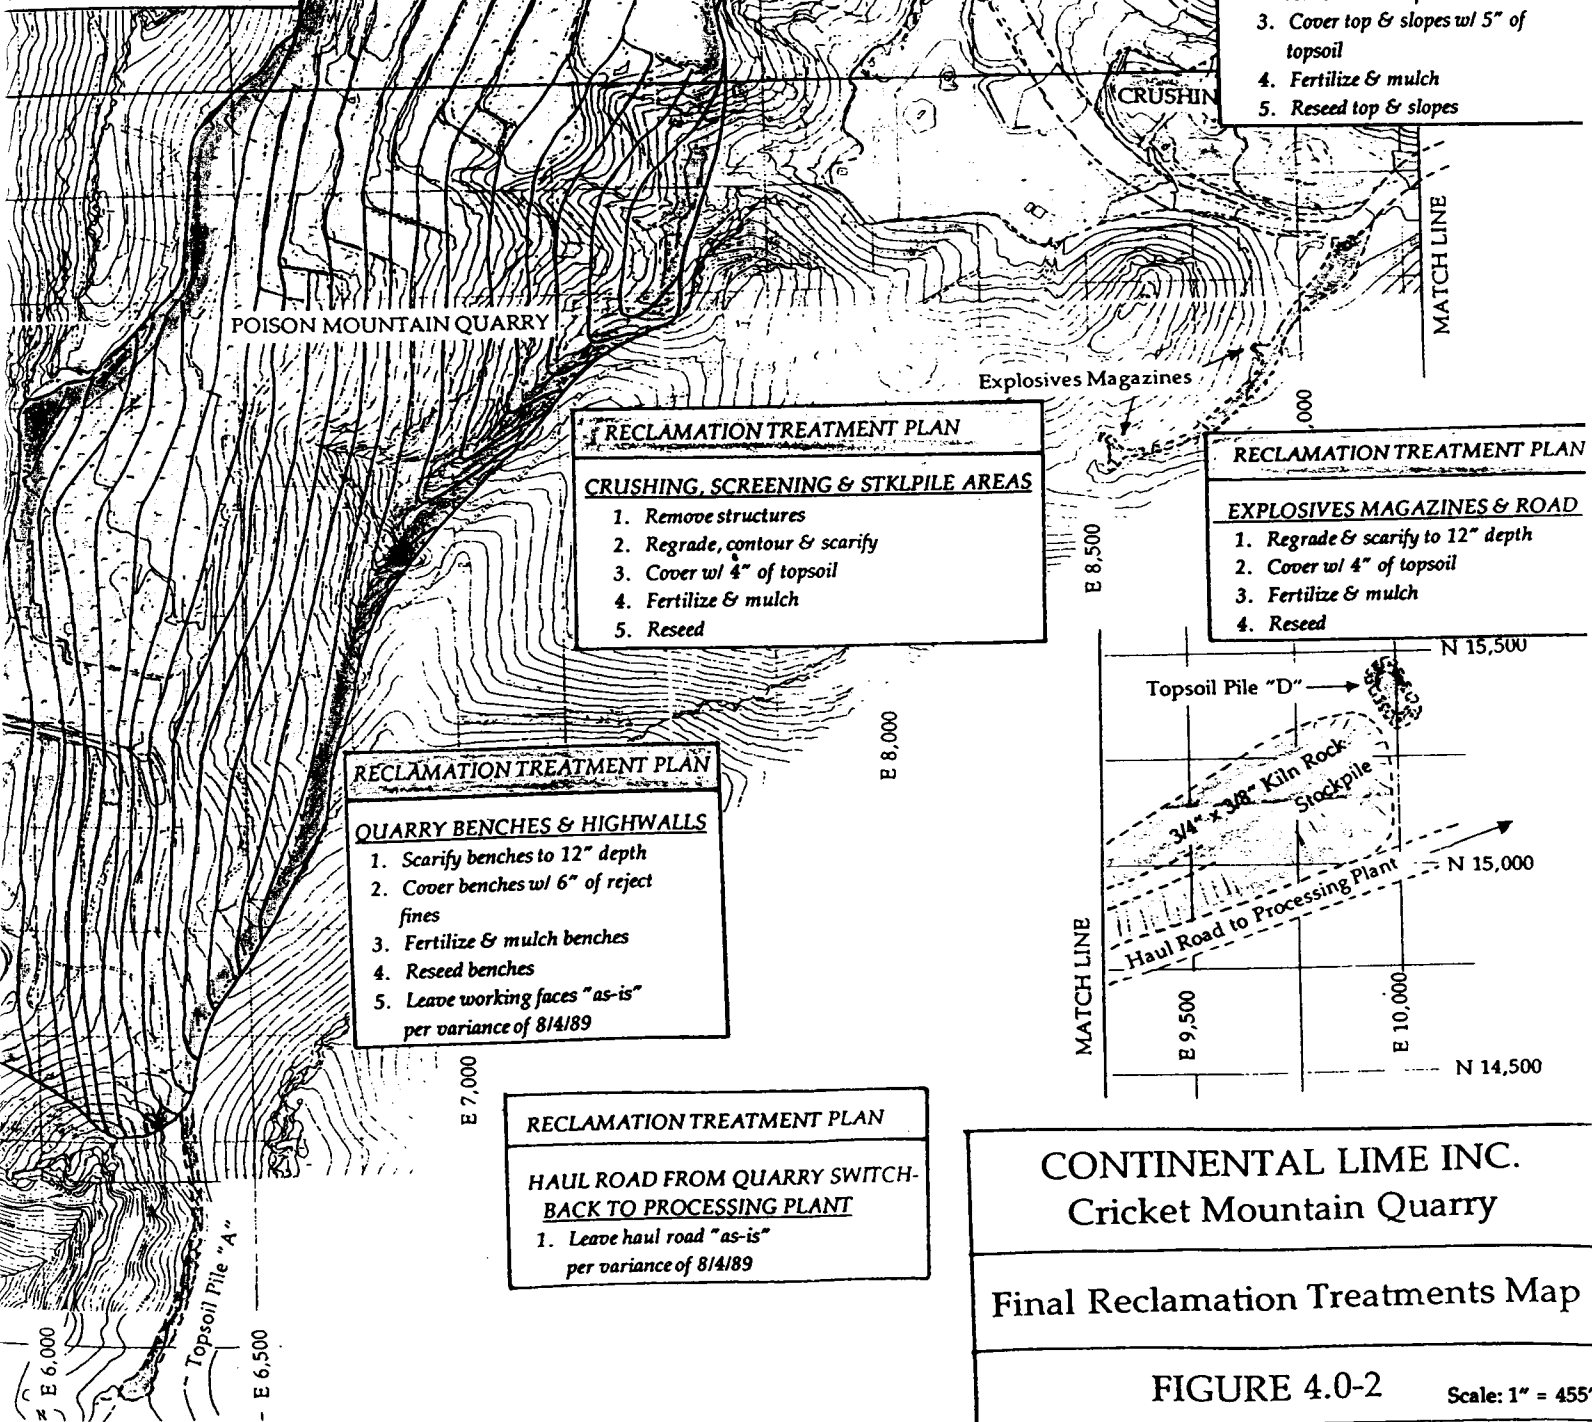 3. Cover top & slopes w/ 5" of
topsoil
4. Fertilize & mulch
5. Reseed top & slopes
CRUSHIN
MATCH LINE
POISON MOUNTAIN QUARRY
Explosives Magazines
,000
RECLAMATION TREATMENT PLAN
CRUSHING, SCREENING & STKLPILE AREAS
1. Remove structures
2. Regrade, contour & scarify
3. Cover w/ 4" of topsoil
4. Fertilize & mulch
5. Reseed
E 8,500
RECLAMATION TREATMENT PLAN
EXPLOSIVES MAGAZINES & ROAD
1. Regrade & scarify to 12" depth
2. Cover w/ 4" of topsoil
3. Fertilize & mulch
4. Reseed
N 15,500
Topsoil Pile "D"
3/4" x 3/8" Kiln Rock
Stockpile
N 15,000
Haul Road to Processing Plant
MATCH LINE
E 9,500
E 10,000
N 14,500
E 8,000
RECLAMATION TREATMENT PLAN
QUARRY BENCHES & HIGHWALLS
1. Scarify benches to 12" depth
2. Cover benches w/ 6" of reject
fines
3. Fertilize & mulch benches
4. Reseed benches
5. Leave working faces "as-is"
per variance of 8/4/89
E 7,000
RECLAMATION TREATMENT PLAN
HAUL ROAD FROM QUARRY SWITCH-
BACK TO PROCESSING PLANT
1. Leave haul road "as-is"
per variance of 8/4/89
Topsoil Pile "A"
E 6,000
E 6,500
CONTINENTAL LIME INC.
Cricket Mountain Quarry
Final Reclamation Treatments Map
FIGURE 4.0-2
Scale: 1" = 455'